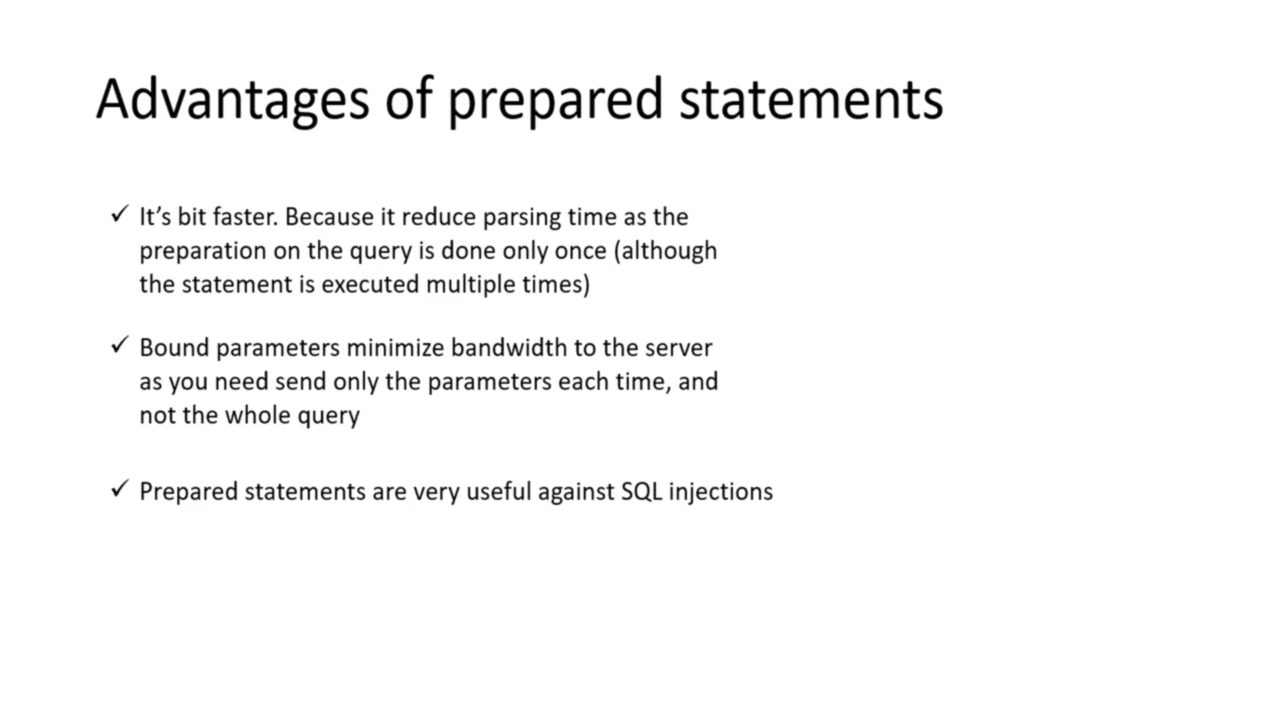 Advantages of prepared statements
✓ It's bit faster. Because it reduce parsing time as the
preparation on the query is done only once (although
the statement is executed multiple times)
✓ Bound parameters minimize bandwidth to the server
as you need send only the parameters each time, and
not the whole query
✓ Prepared statements are very useful against SQL injections